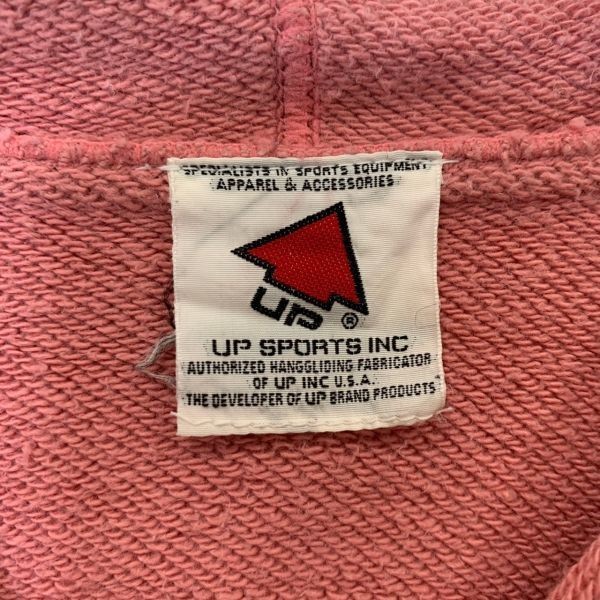 SPECIALISTS IN SPORTS EQUIPMENT
APPAREL & ACCESSORIES
UP ®
UP SPORTS INC
AUTHORIZED HANGGLIDING FABRICATOR
OF UP INC U.S.A.
THE DEVELOPER OF UP BRAND PRODUCTS